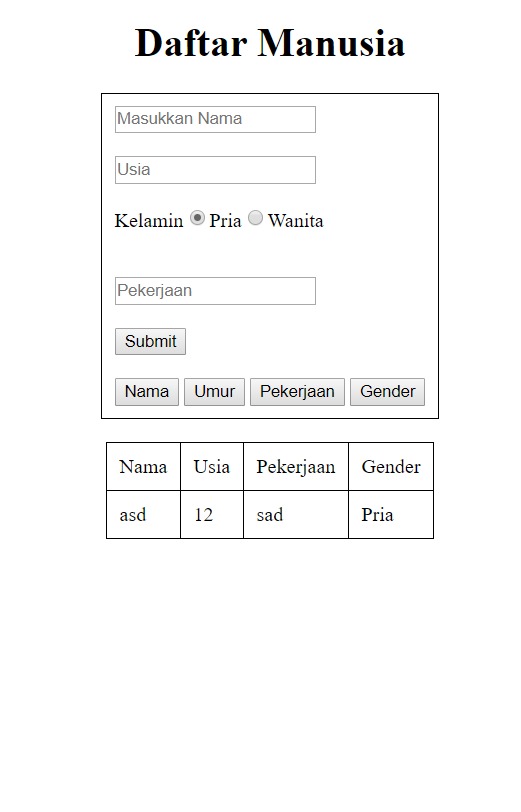 Daftar Manusia
Masukkan Nama
Usia
Kelamin Pria Wanita
Pekerjaan
Submit
Nama Umur Pekerjaan Gender
Nama Usia Pekerjaan Gender
asd 12 sad Pria